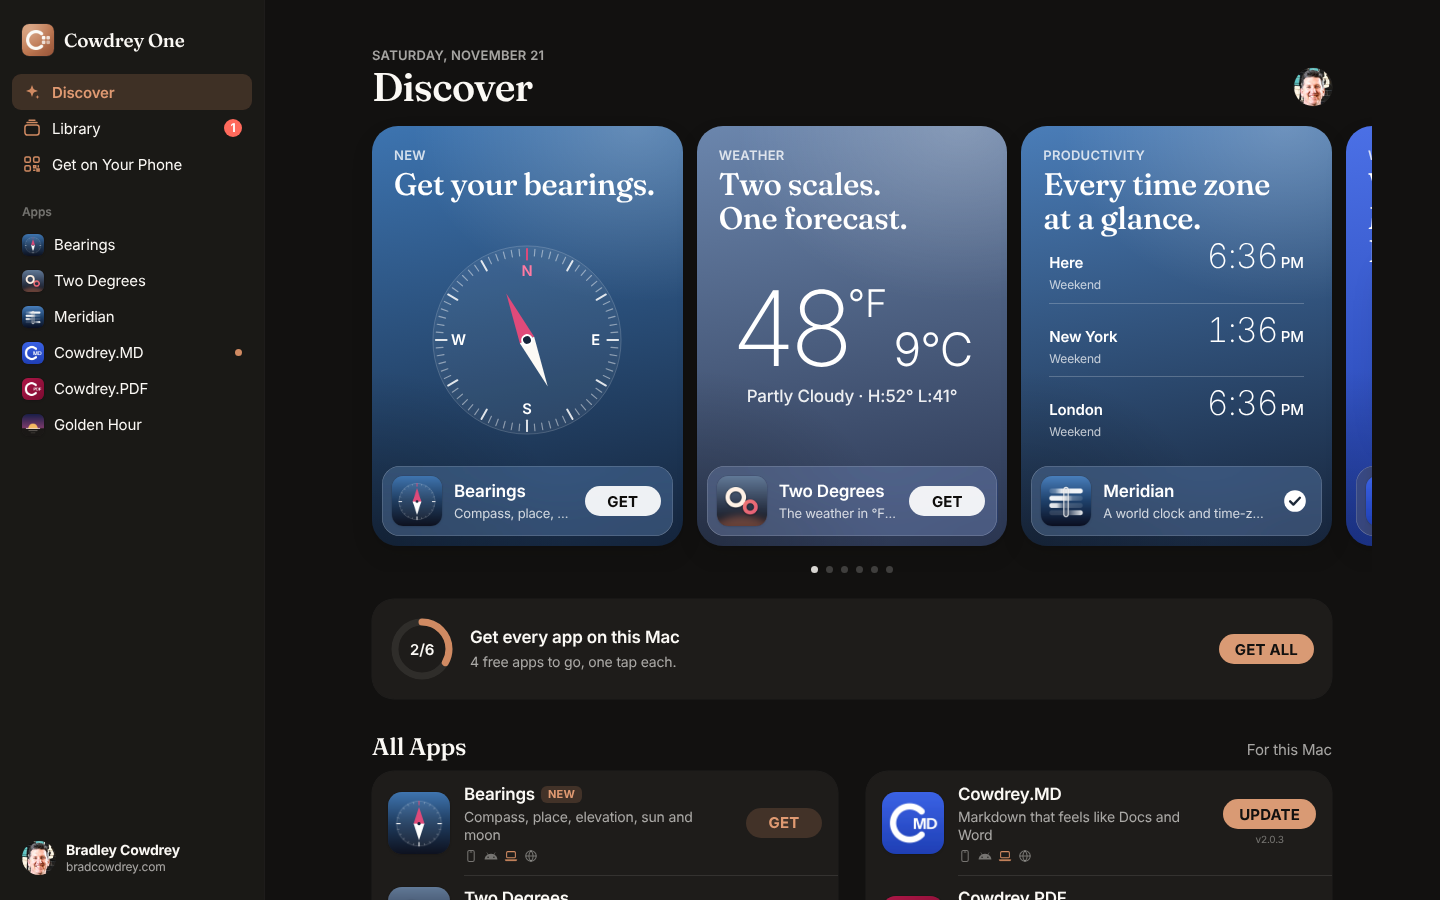 Cowdrey One
Discover
Library
1
Get on Your Phone
Apps
Bearings
Two Degrees
Meridian
Cowdrey.MD
Cowdrey.PDF
Golden Hour
Bradley Cowdrey
bradcowdrey.com
SATURDAY, NOVEMBER 21
Discover
NEW
Get your bearings.
N
W
E
S
Bearings
Compass, place, ...
GET
WEATHER
Two scales.
One forecast.
48°F
9°C
Partly Cloudy · H:52° L:41°
Two Degrees
The weather in °F...
GET
PRODUCTIVITY
Every time zone
at a glance.
Here
6:36 PM
Weekend
New York
1:36 PM
Weekend
London
6:36 PM
Weekend
Meridian
A world clock and time-z...
2/6
Get every app on this Mac
4 free apps to go, one tap each.
GET ALL
All Apps
For this Mac
Bearings NEW
Compass, place, elevation, sun and
moon
GET
Two Degrees
Cowdrey.MD
MD
Markdown that feels like Docs and
Word
UPDATE
v2.0.3
Cowdrey.PDF